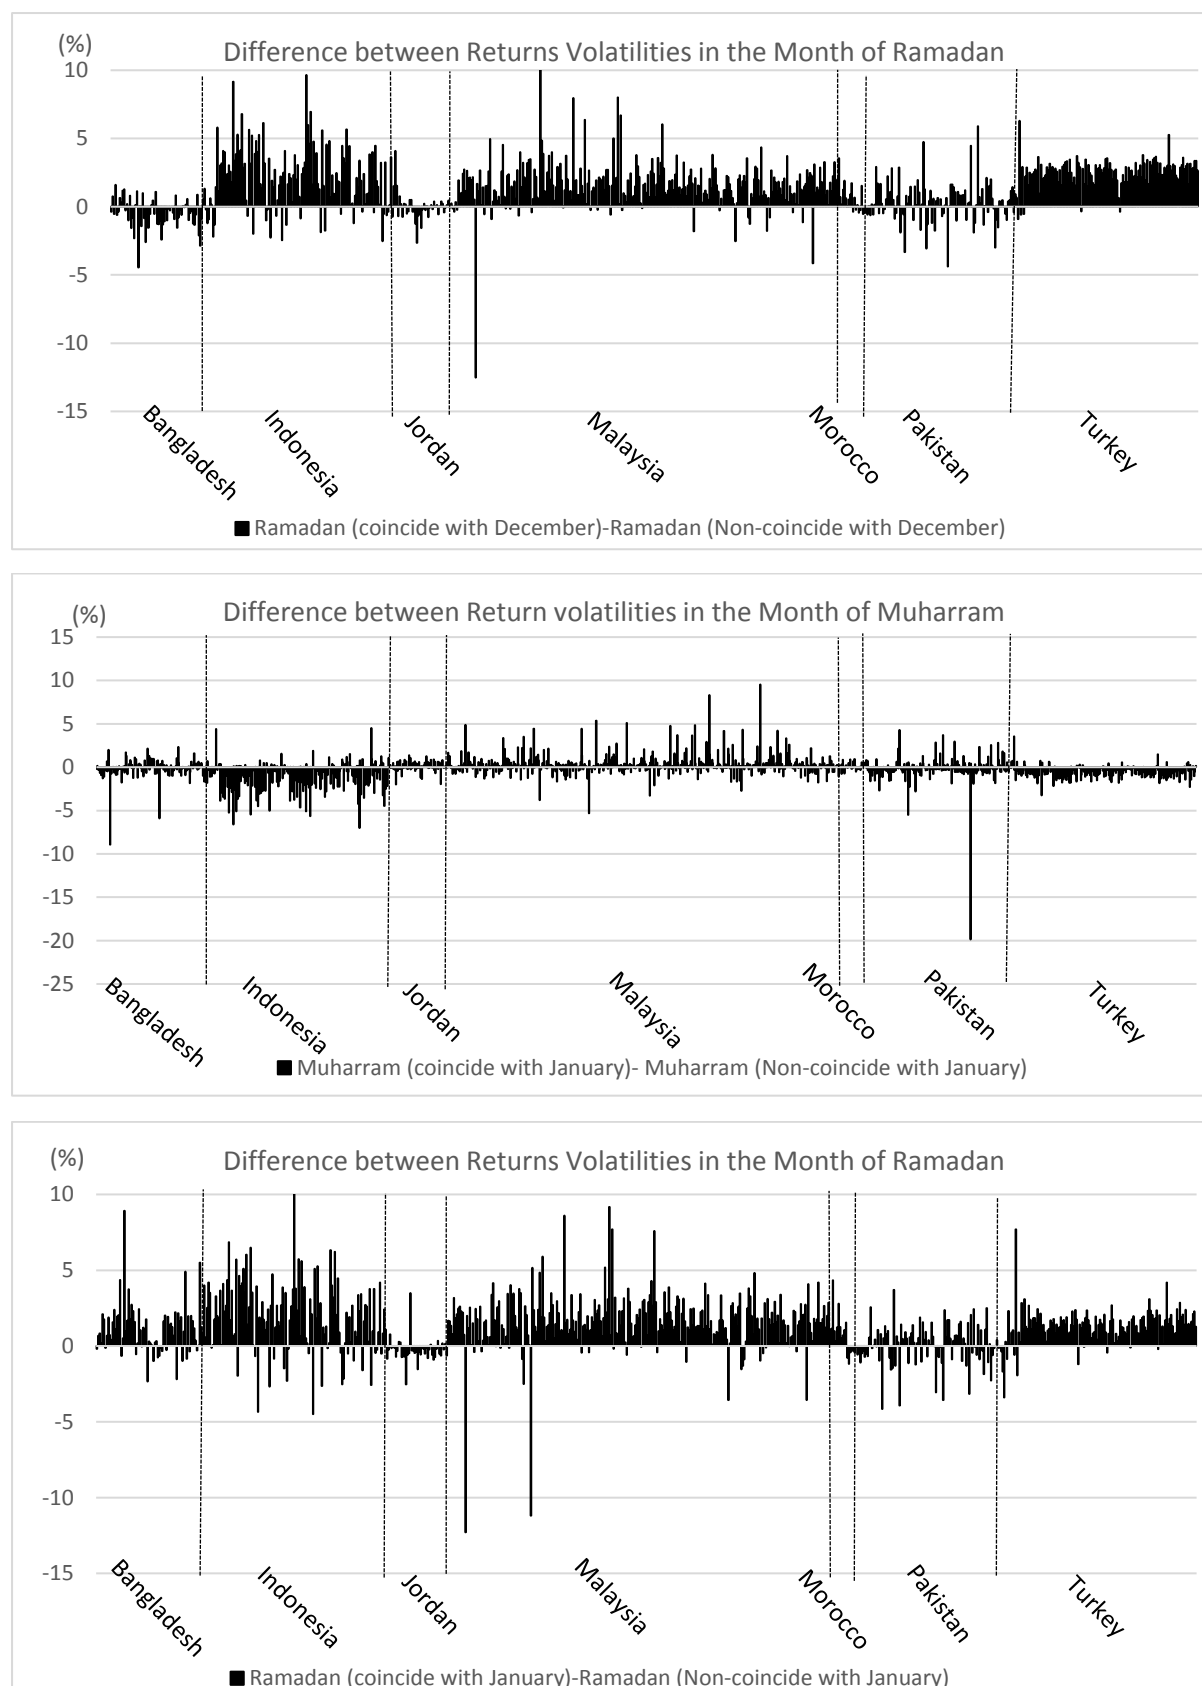 (%)
Difference between Returns Volatilities in the Month of Ramadan
10
5
0
-5
-10
-15
Bangladesh
Indonesia
Jordan
Malaysia
Morocco
Pakistan
Turkey
Ramadan (coincide with December)-Ramadan (Non-coincide with December)
(%)
Difference between Return volatilities in the Month of Muharram
15
10
5
0
-5
-10
-15
-20
-25
Bangladesh
Indonesia
Jordan
Malaysia
Morocco
Pakistan
Turkey
Muharram (coincide with January)- Muharram (Non-coincide with January)
(%)
Difference between Returns Volatilities in the Month of Ramadan
10
5
0
-5
-10
-15
Bangladesh
Indonesia
Jordan
Malaysia
Morocco
Pakistan
Turkey
Ramadan (coincide with January)-Ramadan (Non-coincide with January)